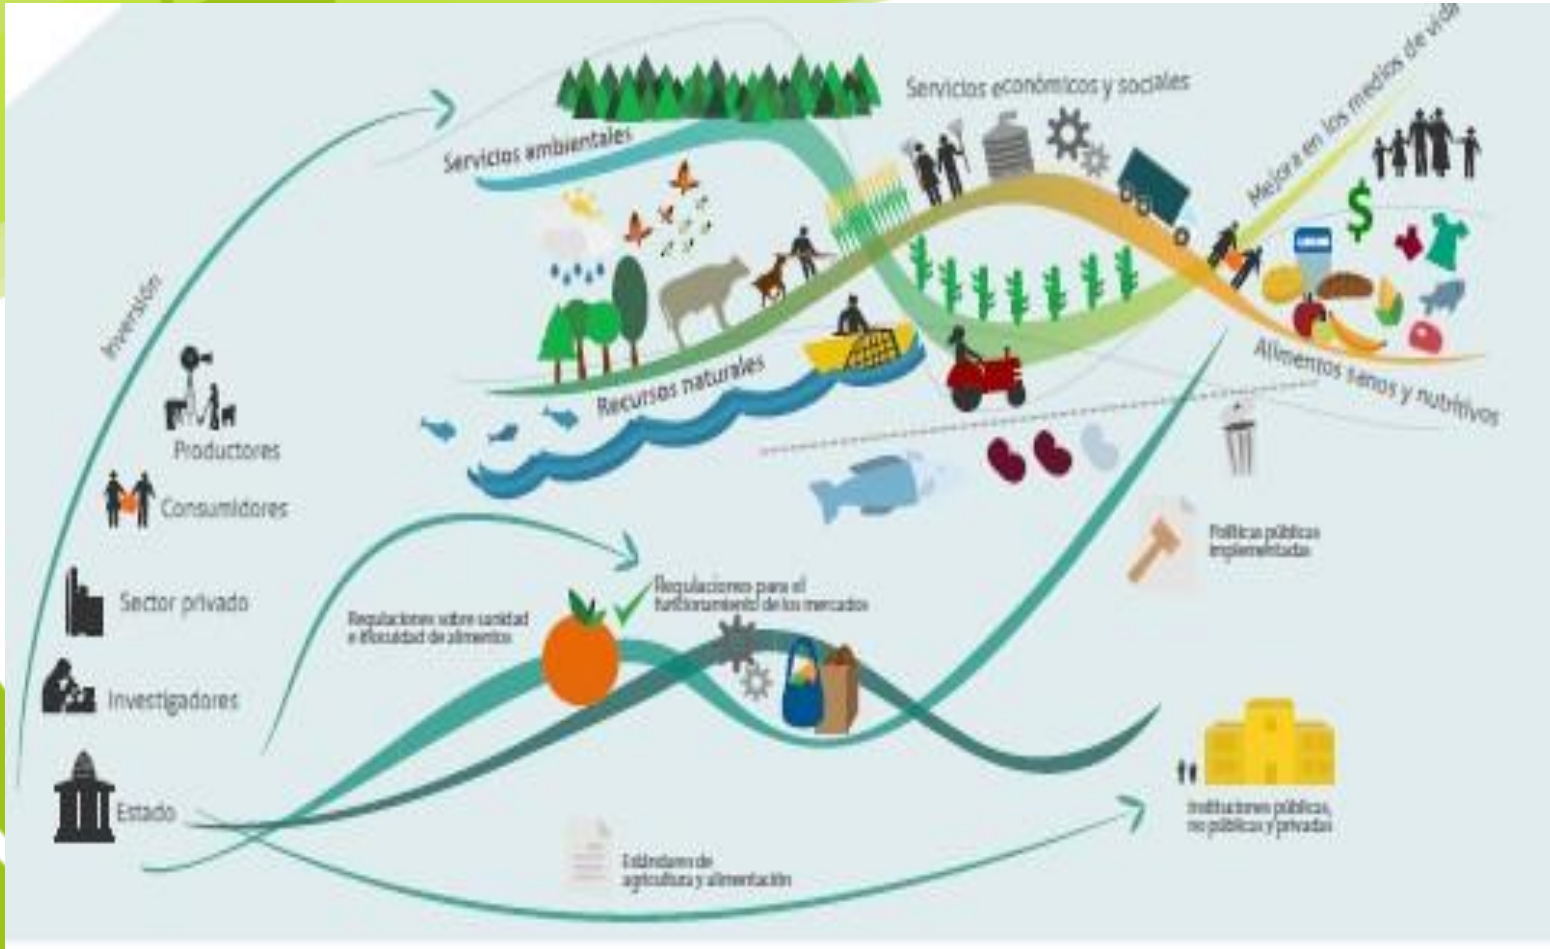 Servicios ambientales
Servicios económicos y sociales
Mejora en los medios de vida
Inversión
Recursos naturales
Alimentos sanos y nutritivos
Productores
Consumidores
Sector privado
Investigadores
Estado
Regulaciones sobre sanidad
e inocuidad de alimentos
Regulaciones para el
funcionamiento de los mercados
Políticas públicas
implementadas
Instituciones públicas,
no públicas y privadas
Estándares de
agricultura y alimentación